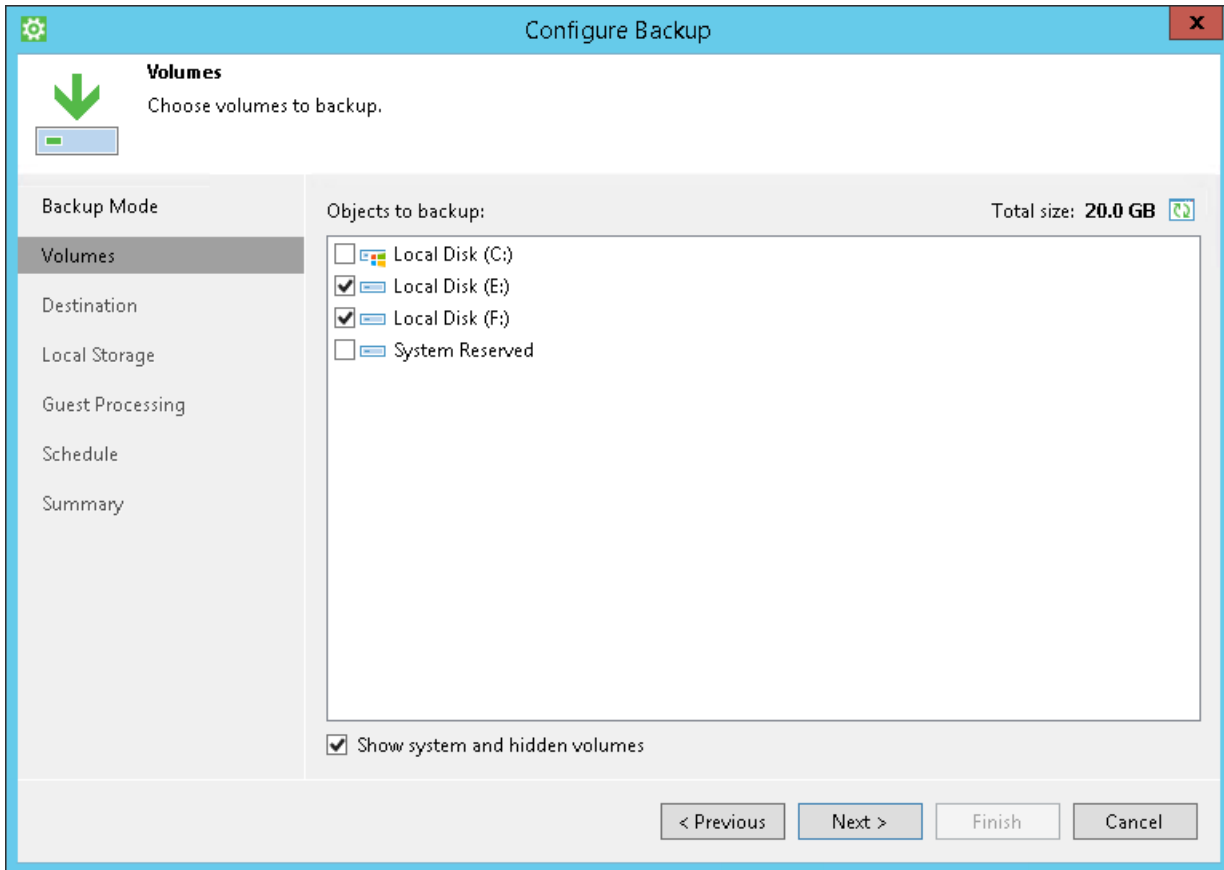 Configure Backup
x
Volumes
Choose volumes to backup.
Backup Mode
Volumes
Destination
Local Storage
Guest Processing
Schedule
Summary
Objects to backup: Total size: 20.0 GB
Local Disk (C:)
Local Disk (E:)
Local Disk (F:)
System Reserved
Show system and hidden volumes
< Previous Next > Finish Cancel